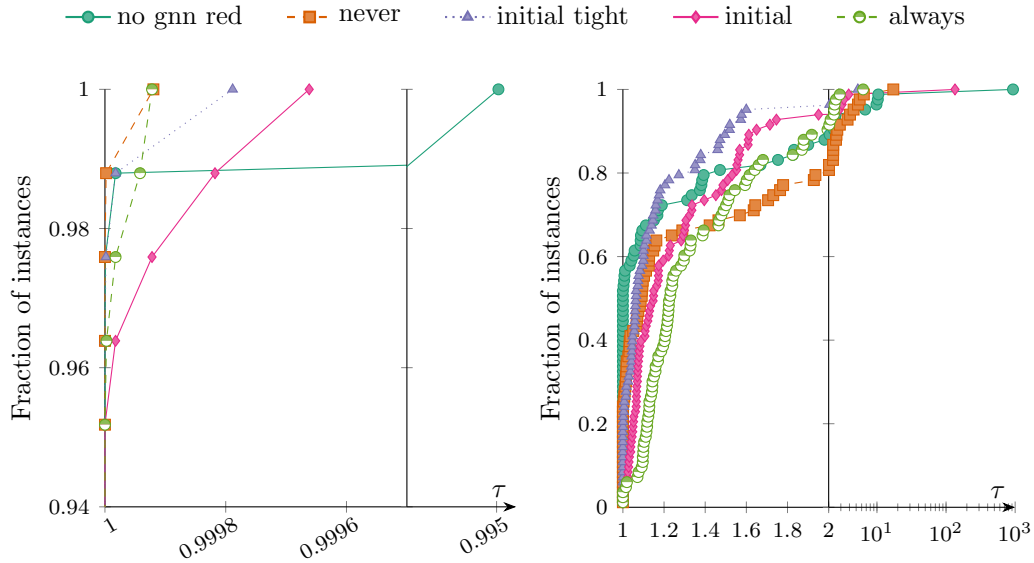 no gnn red never initial tight initial always
Fraction of instances
1
0.98
0.96
0.94
1 0.9998 0.9996 0.995
τ
Fraction of instances
1
0.8
0.6
0.4
0.2
0
1 1.2 1.4 1.6 1.8 2 10^1 10^2 10^3
τ